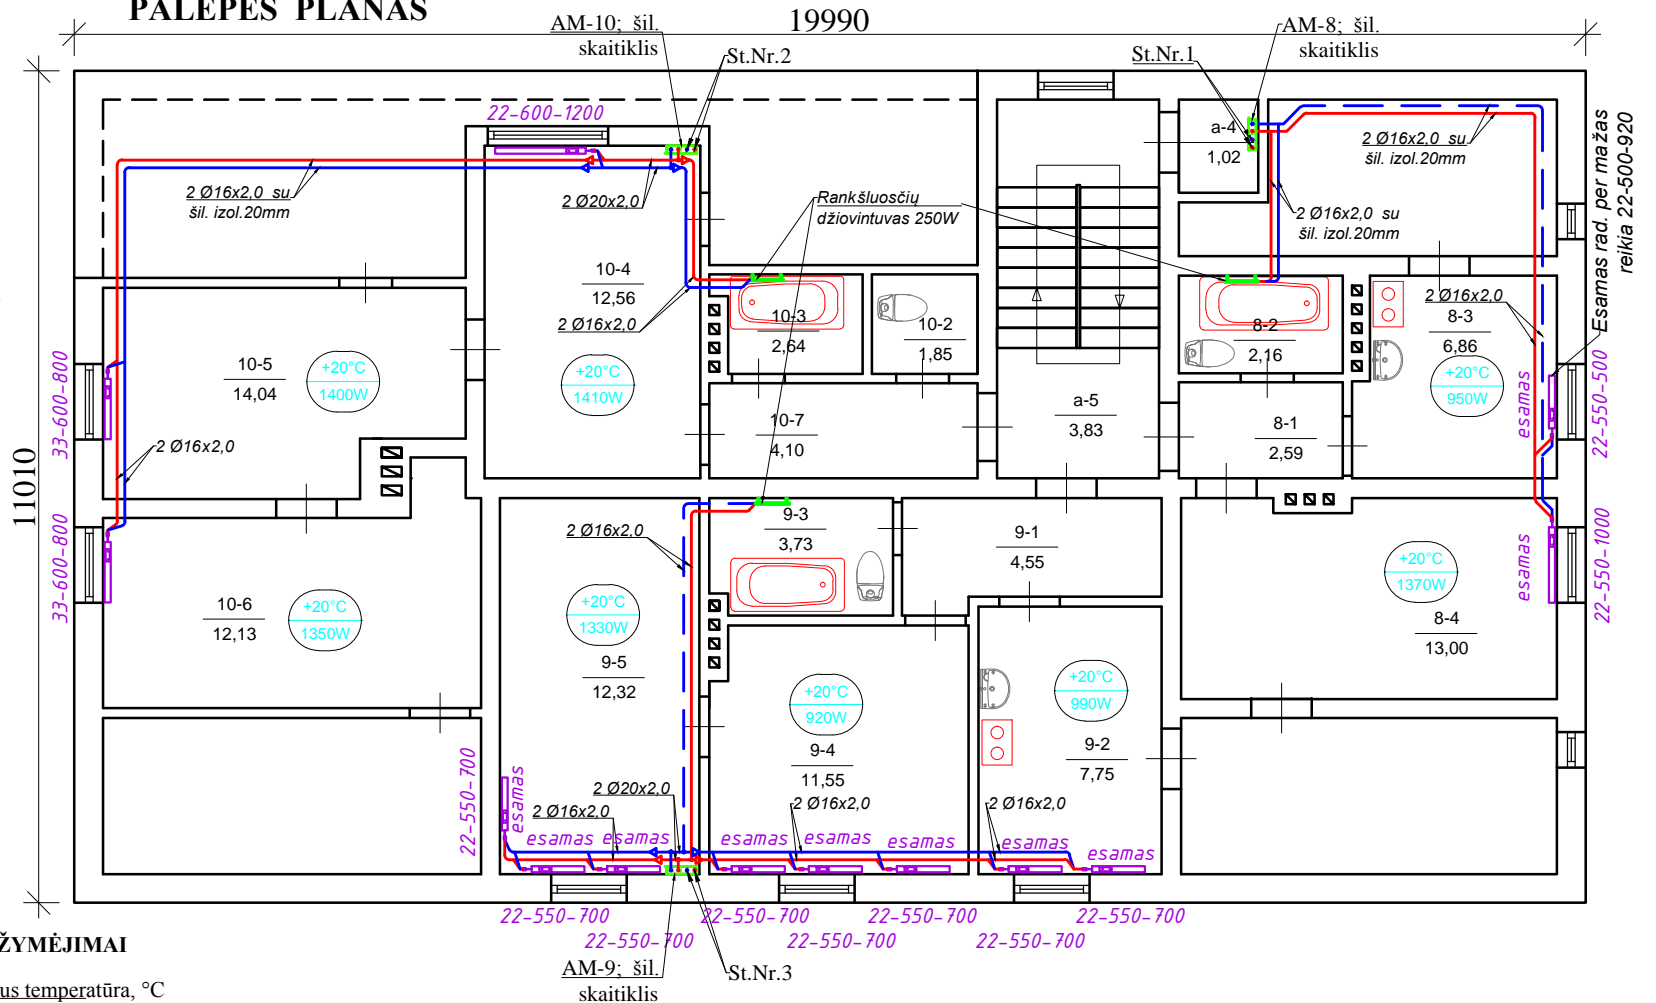 PALĖPĖS PLANAS
19990
AM-10; šil.
skaitiklis
St.Nr.2
AM-8; šil.
skaitiklis
St.Nr.1
22-600-1200
a-4
1,02
2 Ø16x2,0 su
šil. izol.20mm
Esamas rad. per mažas
reikia 22-500-920
2 Ø16x2,0 su
šil. izol.20mm
2 Ø20x2,0
Rankšluosčių
džiovintuvas 250W
2 Ø16x2,0 su
šil. izol.20mm
10-4
12,56
2 Ø16x2,0
10-3
2,64
10-2
1,85
8-2
2,16
2 Ø16x2,0
8-3
6,86
+20°C
950W
esamas
22-550-500
33-600-800
10-5
14,04
+20°C
1400W
+20°C
1410W
10-7
4,10
a-5
3,83
8-1
2,59
2 Ø16x2,0
11010
33-600-800
10-6
12,13
+20°C
1350W
2 Ø16x2,0
+20°C
1330W
9-5
12,32
9-3
3,73
9-1
4,55
+20°C
1370W
8-4
13,00
esamas
22-550-1000
+20°C
920W
9-4
11,55
+20°C
990W
9-2
7,75
22-550-700
esamas
2 Ø20x2,0
2 Ø16x2,0
2 Ø16x2,0
2 Ø16x2,0
esamas
esamas
esamas
esamas
esamas
esamas
esamas
22-550-700
22-550-700
22-550-700
22-550-700
22-550-700
22-550-700
22-550-700
AM-9; šil.
skaitiklis
St.Nr.3
ŽYMĖJIMAI
us temperatūra, °C